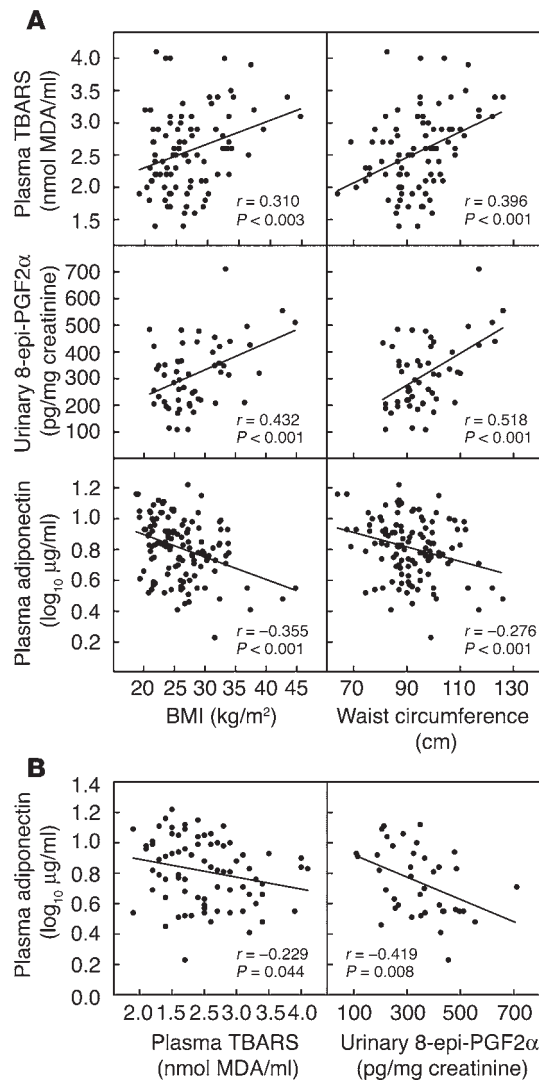 A
Plasma TBARS
(nmol MDA/ml)
4.0
3.5
3.0
2.5
2.0
1.5
r = 0.310
P < 0.003
r = 0.396
P < 0.001
Urinary 8-epi-PGF2α
(pg/mg creatinine)
700
600
500
400
300
200
100
r = 0.432
P < 0.001
r = 0.518
P < 0.001
Plasma adiponectin
(log10 μg/ml)
1.2
1.0
0.8
0.6
0.4
0.2
r = −0.355
P < 0.001
r = −0.276
P < 0.001
20 25 30 35 40 45
BMI (kg/m²)
70 90 110 130
Waist circumference
(cm)
B
Plasma adiponectin
(log10 μg/ml)
1.4
1.2
1.0
0.8
0.6
0.4
0.2
0.0
r = −0.229
P = 0.044
r = −0.419
P = 0.008
2.0 1.5 2.5 2.5 3.0 3.5 4.0
Plasma TBARS
(nmol MDA/ml)
100 300 500 700
Urinary 8-epi-PGF2α
(pg/mg creatinine)